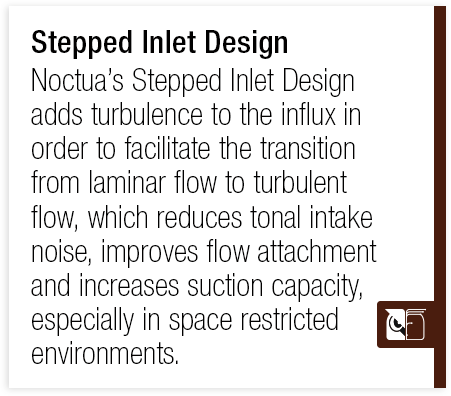 Stepped Inlet Design
Noctua’s Stepped Inlet Design
adds turbulence to the influx in
order to facilitate the transition
from laminar flow to turbulent
flow, which reduces tonal intake
noise, improves flow attachment
and increases suction capacity,
especially in space restricted
environments.